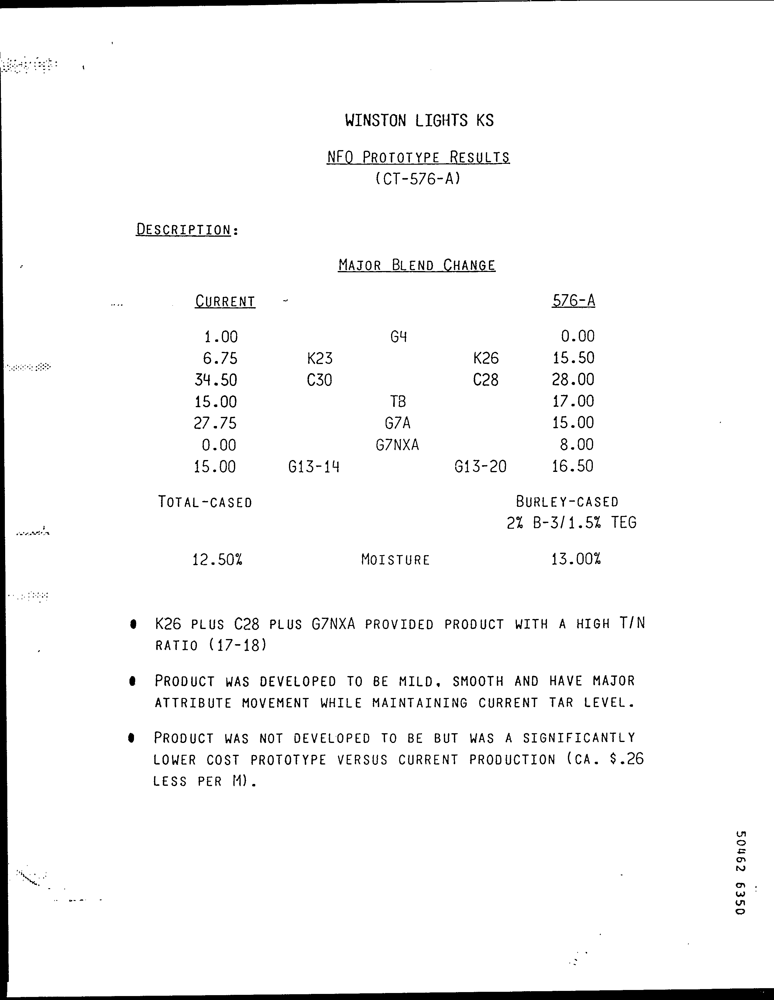 WINSTON LIGHTS KS
NFO PROTOTYPE RESULTS
(CT-576-A)
DESCRIPTION:
MAJOR BLEND CHANGE
CURRENT 576-A
1.00 G4 0.00
6.75 K23 K26 15.50
34.50 C30 C28 28.00
15.00 TB 17.00
27.75 G7A 15.00
0.00 G7NXA 8.00
15.00 G13-14 G13-20 16.50
TOTAL-CASED BURLEY-CASED
2% B-3/1.5% TEG
12.50% MOISTURE 13.00%
• K26 PLUS C28 PLUS G7NXA PROVIDED PRODUCT WITH A HIGH T/N
RATIO (17-18)
• PRODUCT WAS DEVELOPED TO BE MILD, SMOOTH AND HAVE MAJOR
ATTRIBUTE MOVEMENT WHILE MAINTAINING CURRENT TAR LEVEL.
• PRODUCT WAS NOT DEVELOPED TO BE BUT WAS A SIGNIFICANTLY
LOWER COST PROTOTYPE VERSUS CURRENT PRODUCTION (CA. $.26
LESS PER M).
50462 6350